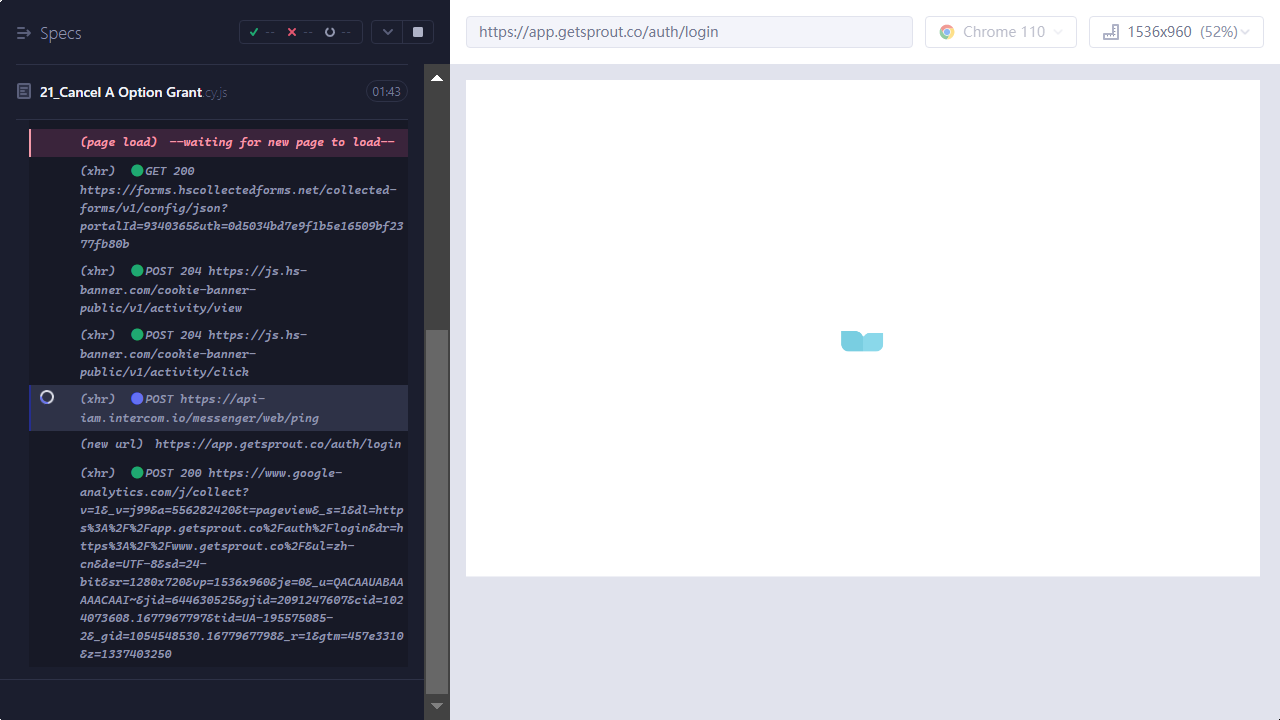 Specs
--
--
--
https://app.getsprout.co/auth/login
Chrome 110
1536x960 (52%)
21_Cancel A Option Grant.cy.js
01:43
(page load) --waiting for new page to load--
(xhr) GET 200
https://forms.hscollectedforms.net/collected-
forms/v1/config/json?
portalId=9340365&utk=0d5034bd7e9f1b5e16509bf23
77fb80b
(xhr) POST 204 https://js.hs-
banner.com/cookie-banner-
public/v1/activity/view
(xhr) POST 204 https://js.hs-
banner.com/cookie-banner-
public/v1/activity/click
(xhr) POST https://api-
iam.intercom.io/messenger/web/ping
(new url) https://app.getsprout.co/auth/login
(xhr) POST 200 https://www.google-
analytics.com/j/collect?
v=1&_v=j99&a=556282420&t=pageview&_s=1&dl=http
s%3A%2F%2Fapp.getsprout.co%2Fauth%2Flogin&dr=h
ttps%3A%2F%2Fwww.getsprout.co%2F&ul=zh-
cn&de=UTF-8&sd=24-
bit&sr=1280x720&vp=1536x960&je=0&_u=QACAAUABAA
AAACAAI~&jid=644630525&gjid=2091247607&cid=102
4073608.1677967797&tid=UA-195575085-
2&_gid=1054548530.1677967798&_r=1&gtm=457e3310
&z=1337403250